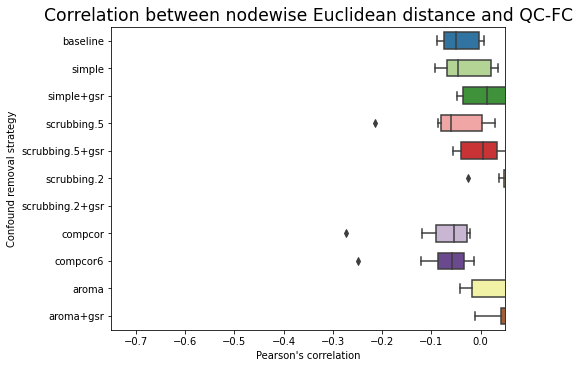 Correlation between nodewise Euclidean distance and QC-FC
Confound removal strategy
baseline
simple
simple+gsr
scrubbing.5
scrubbing.5+gsr
scrubbing.2
scrubbing.2+gsr
compcor
compcor6
aroma
aroma+gsr
−0.7 −0.6 −0.5 −0.4 −0.3 −0.2 −0.1 0.0
Pearson's correlation